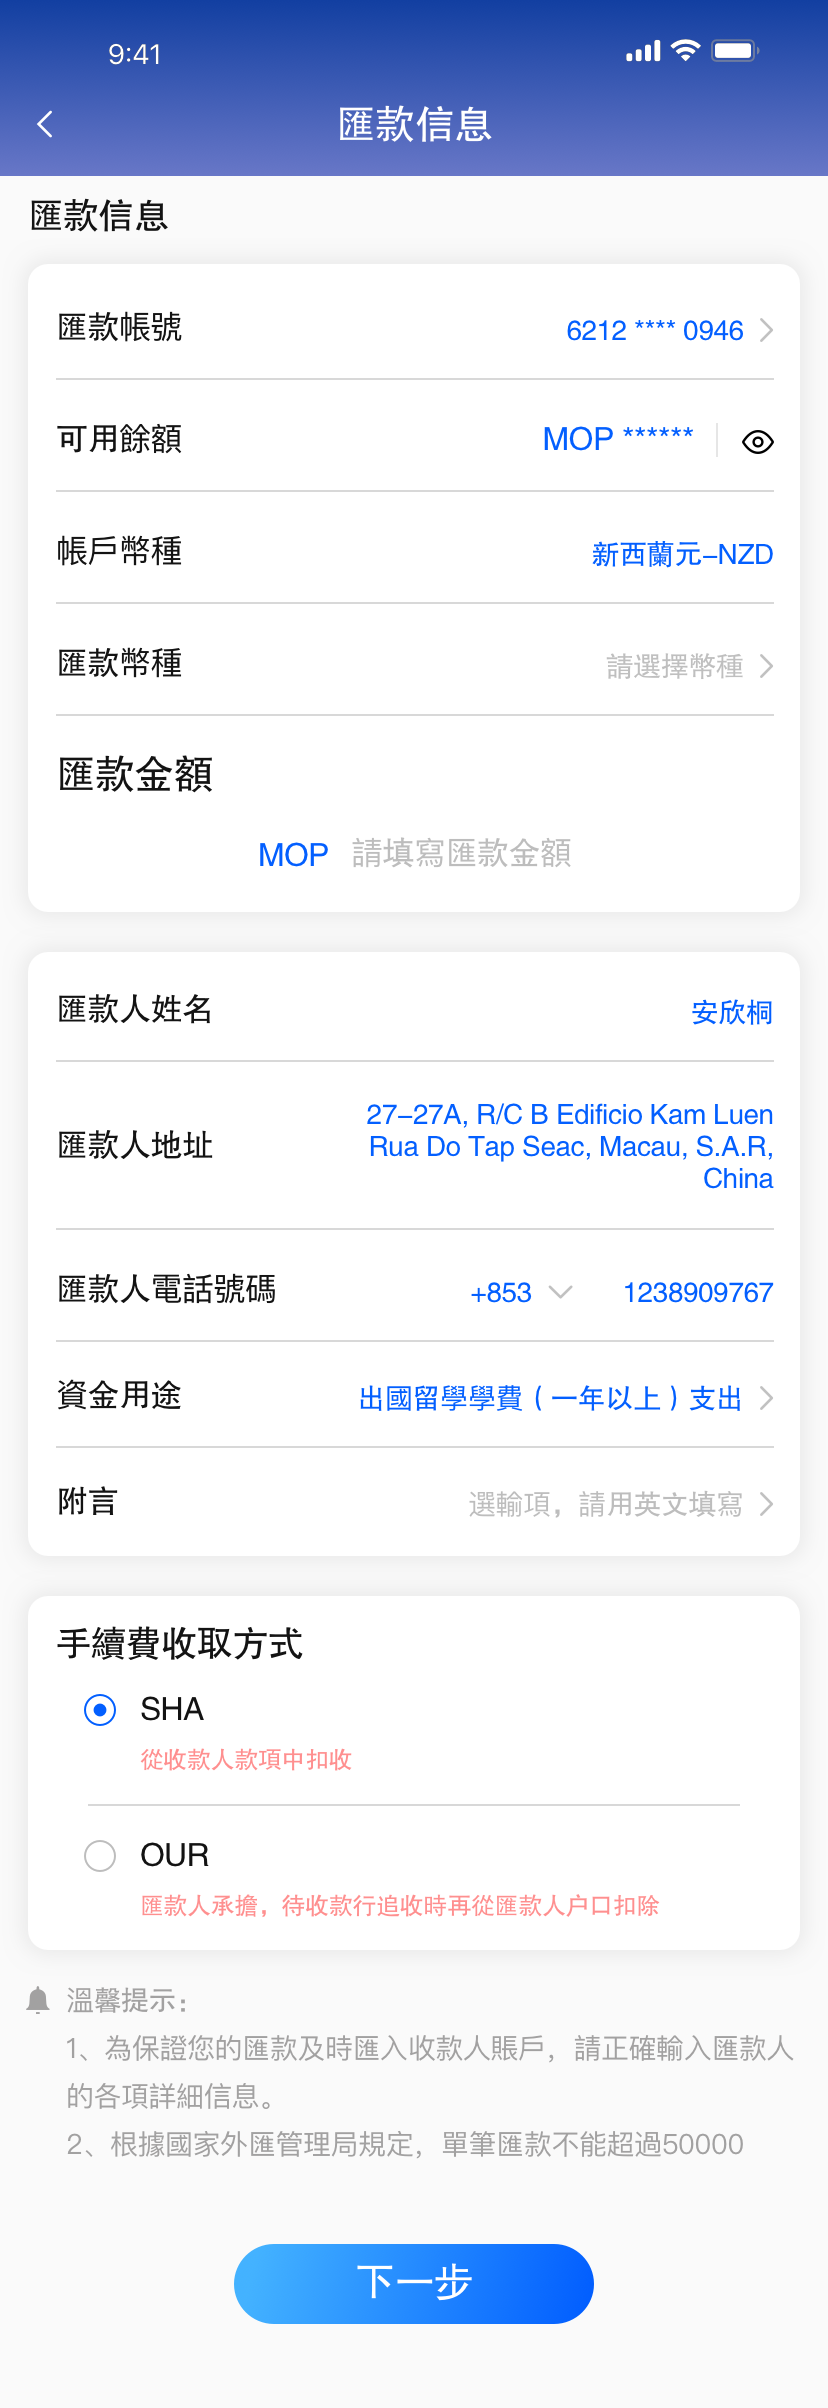 9:41
匯款信息
匯款信息
匯款帳號 6212 **** 0946
可用餘額 MOP ******
帳戶幣種 新西蘭元-NZD
匯款幣種 請選擇幣種
匯款金額
MOP 請填寫匯款金額
匯款人姓名 安欣桐
匯款人地址 27-27A, R/C B Edificio Kam Luen
Rua Do Tap Seac, Macau, S.A.R,
China
匯款人電話號碼 +853 1238909767
資金用途 出國留學學費（一年以上）支出
附言 選輸項，請用英文填寫
手續費收取方式
SHA
從收款人款項中扣收
OUR
匯款人承擔，待收款行追收時再從匯款人户口扣除
溫馨提示：
1、為保證您的匯款及時匯入收款人賬戶，請正確輸入匯款人
的各項詳細信息。
2、根據國家外匯管理局規定，單筆匯款不能超過50000
下一步